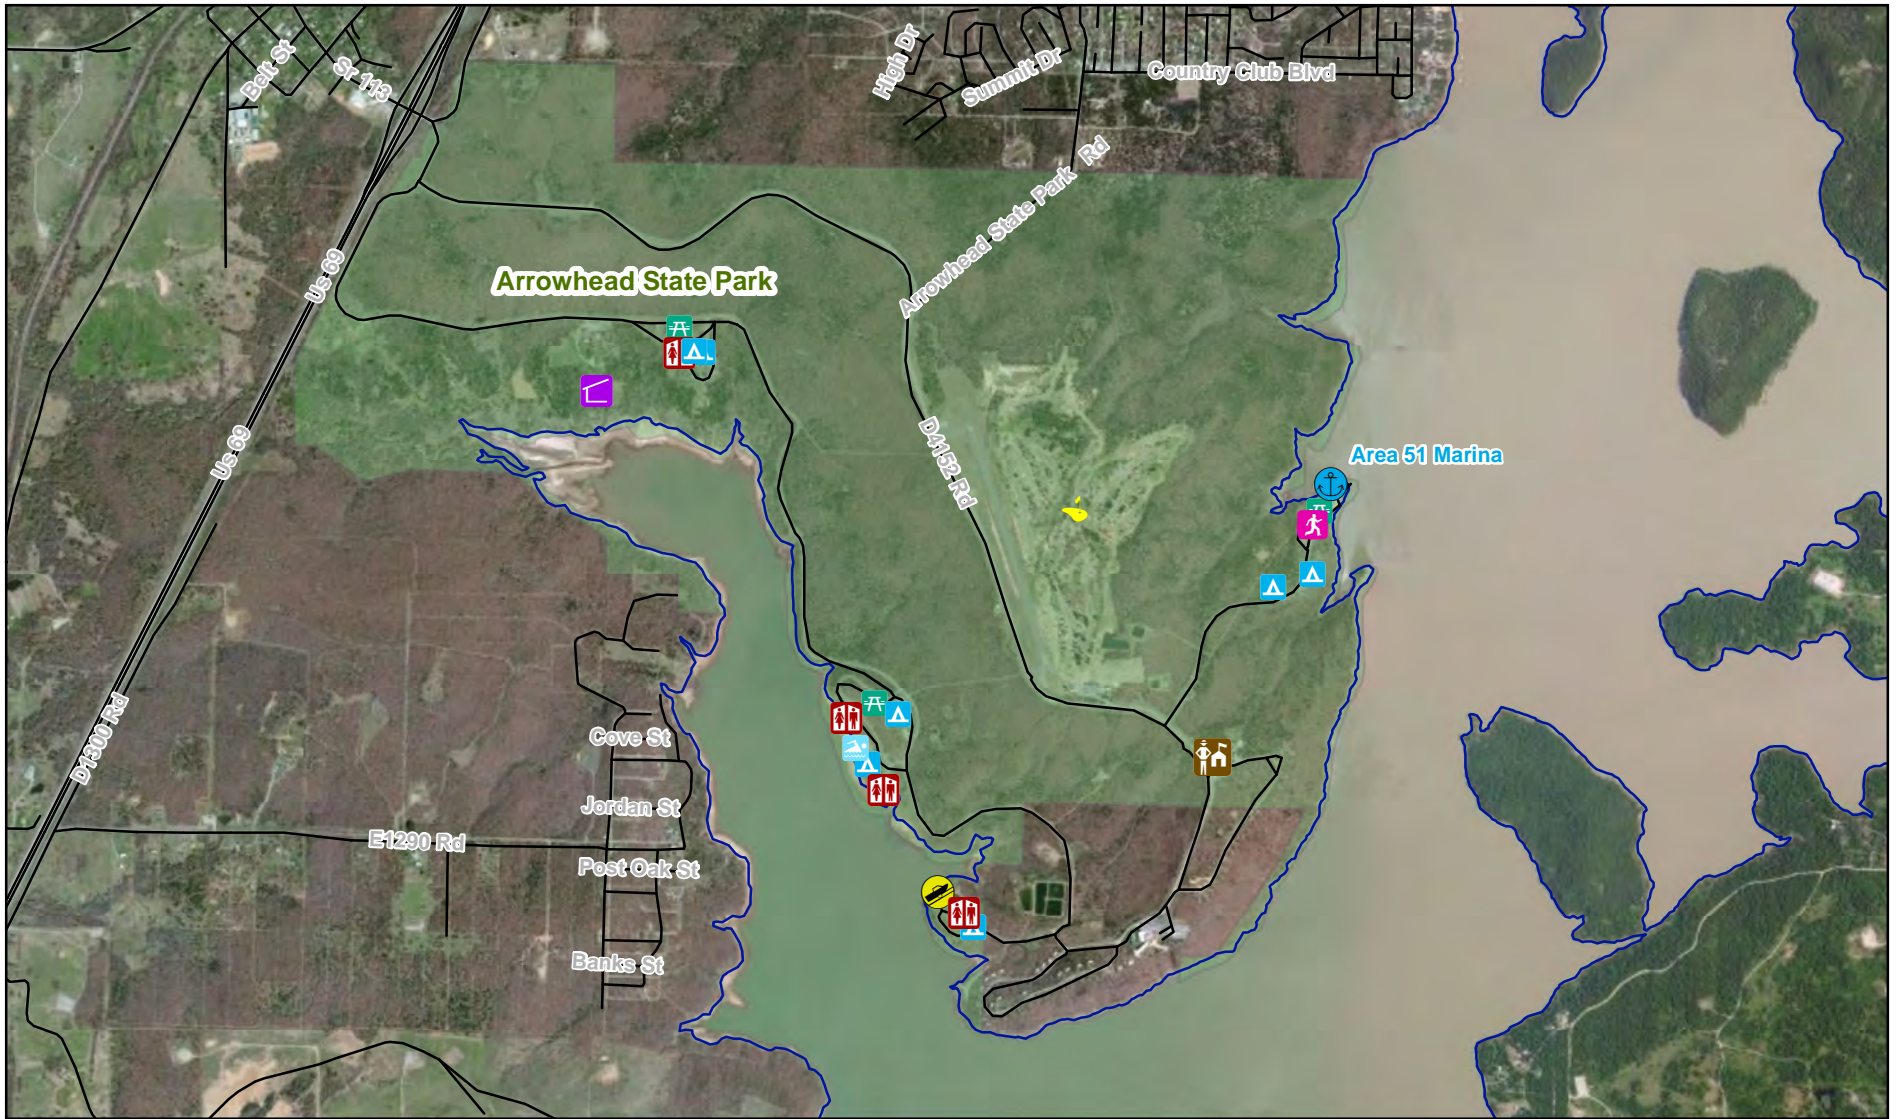 Belt St
Sr 113
High Dr
Summit Dr
Country Club Blvd
Arrowhead State Park Rd
Us 69
Arrowhead State Park
Us 69
D4152 Rd
Area 51 Marina
D1300 Rd
Cove St
Jordan St
E1290 Rd
Post Oak St
Banks St